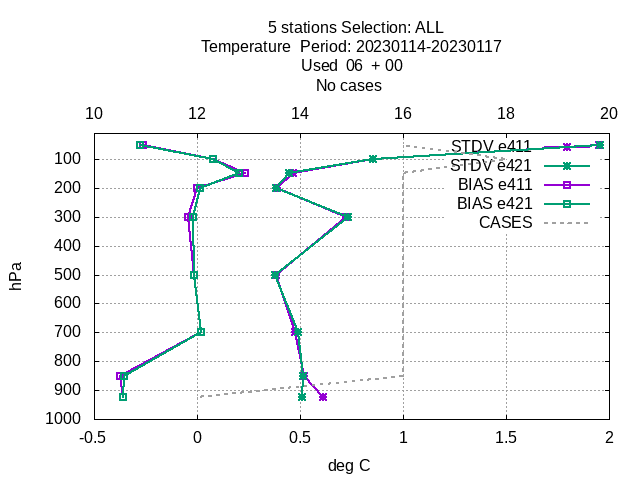 5 stations Selection: ALL
Temperature  Period: 20230114-20230117
Used  06  + 00
No cases
10 12 14 16 18 20
STDV e411
STDV e421
BIAS e411
BIAS e421
CASES
100
200
300
400
500
600
700
800
900
1000
hPa
-0.5 0 0.5 1 1.5 2
deg C